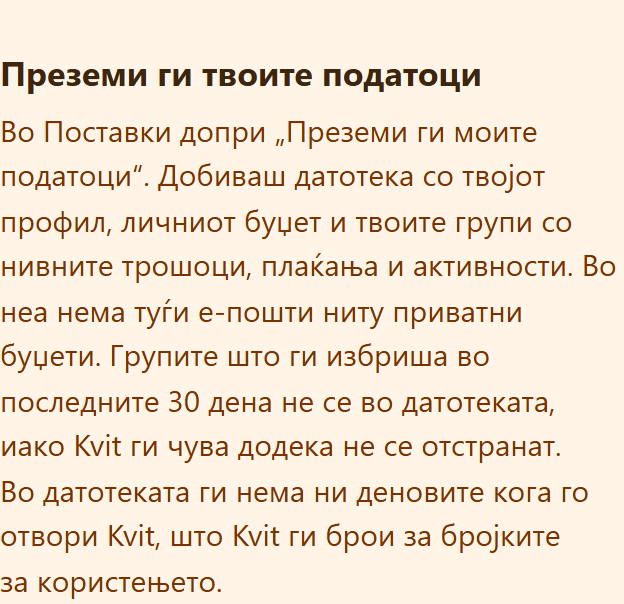 Преземи ги твоите податоци
Во Поставки допри „Преземи ги моите
податоци“. Добиваш датотека со твојот
профил, личниот буџет и твоите групи со
нивните трошоци, плаќања и активности. Во
неа нема туѓи е-пошти ниту приватни
буџети. Групите што ги избриша во
последните 30 дена не се во датотеката,
иако Kvit ги чува додека не се отстранат.
Во датотеката ги нема ни деновите кога го
отвори Kvit, што Kvit ги брои за бројките
за користењето.